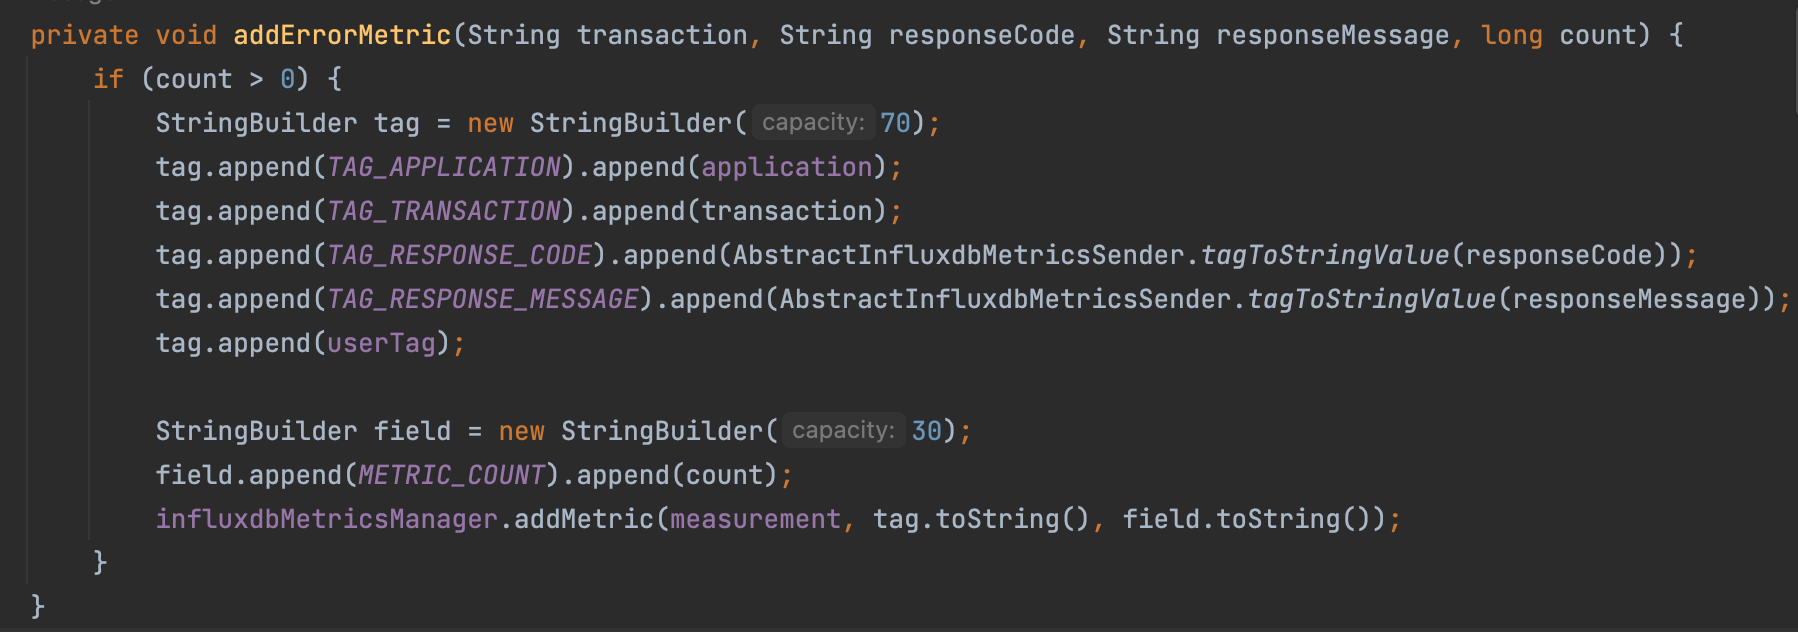 private void addErrorMetric(String transaction, String responseCode, String responseMessage, long count) {
if (count > 0) {
StringBuilder tag = new StringBuilder( capacity: 70);
tag.append(TAG_APPLICATION).append(application);
tag.append(TAG_TRANSACTION).append(transaction);
tag.append(TAG_RESPONSE_CODE).append(AbstractInfluxdbMetricsSender.tagToStringValue(responseCode));
tag.append(TAG_RESPONSE_MESSAGE).append(AbstractInfluxdbMetricsSender.tagToStringValue(responseMessage));
tag.append(userTag);
StringBuilder field = new StringBuilder( capacity: 30);
field.append(METRIC_COUNT).append(count);
influxdbMetricsManager.addMetric(measurement, tag.toString(), field.toString());
}
}